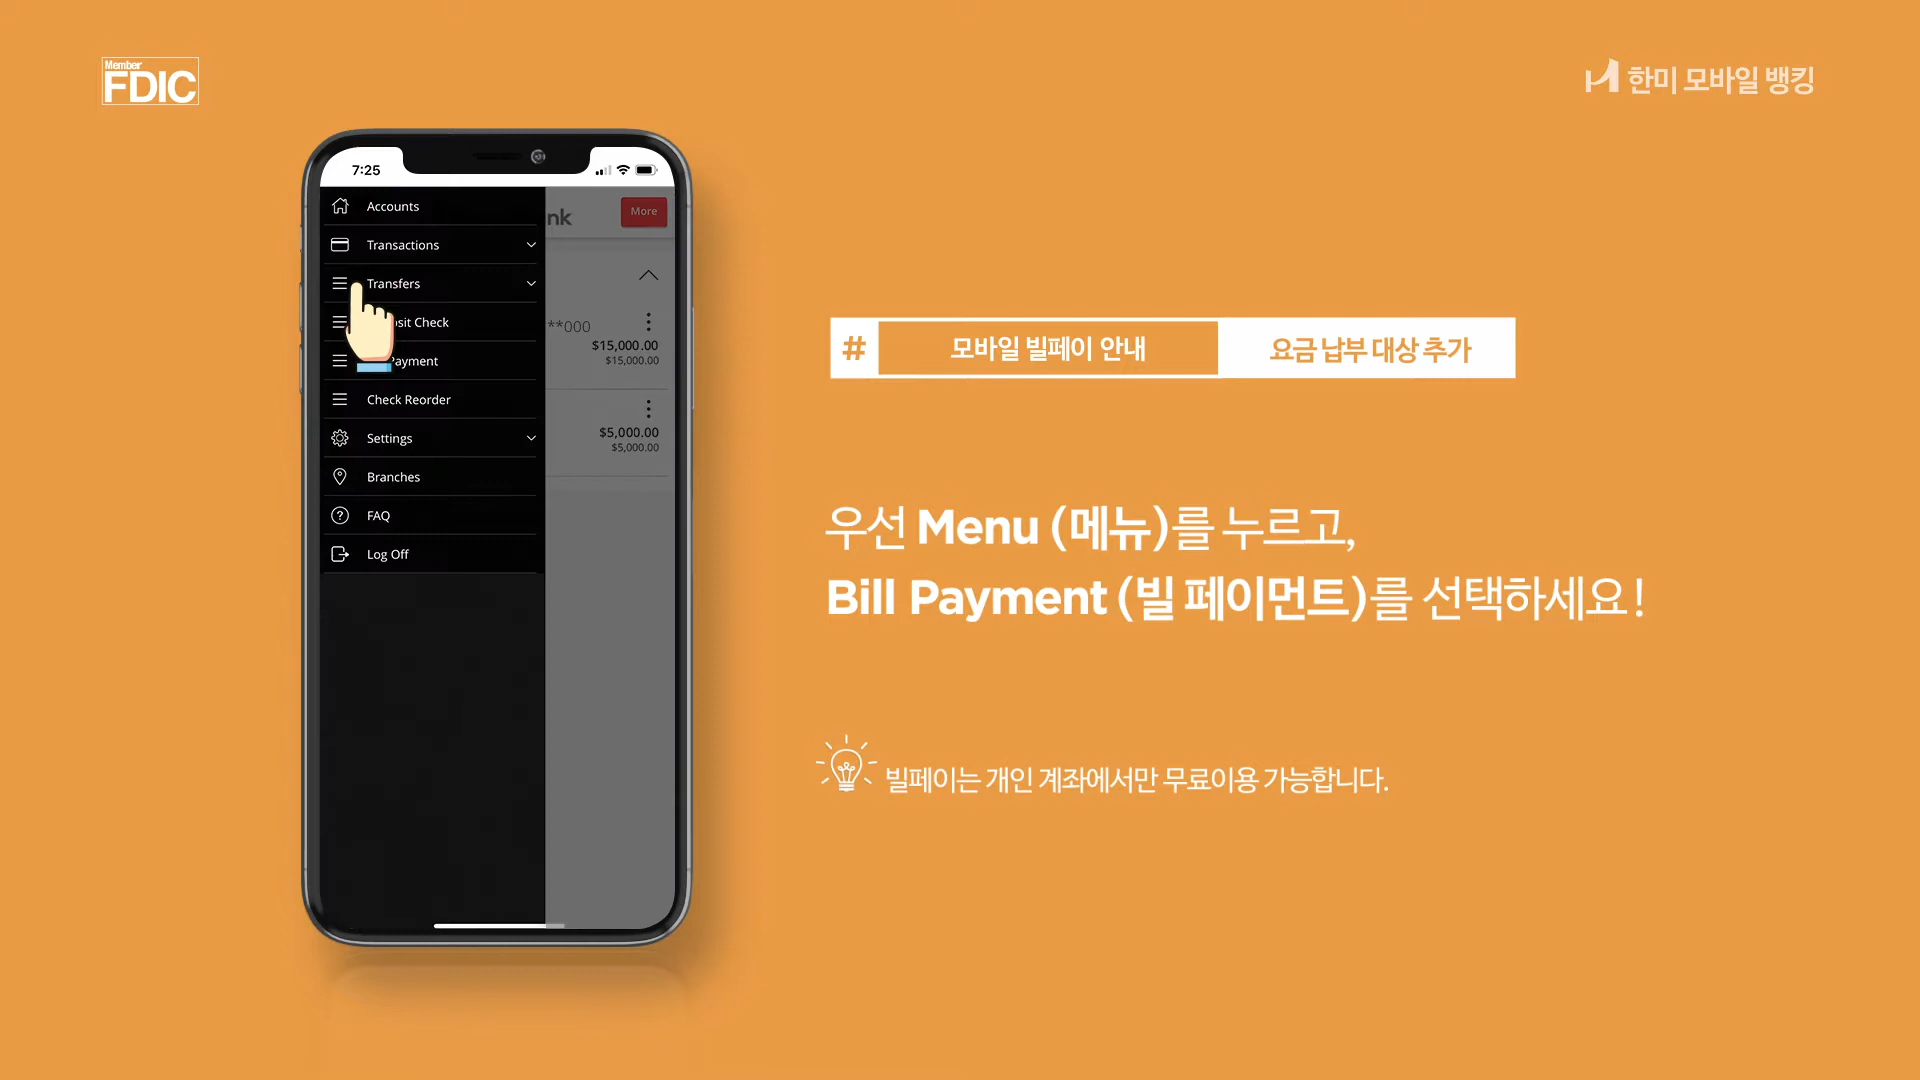 Member
FDIC
한미 모바일 뱅킹
7:25
Accounts
Transactions
Transfers
sit Check
Payment
Check Reorder
Settings
Branches
FAQ
Log Off
nk
More
**000
$15,000.00
$15,000.00
$5,000.00
$5,000.00
# 모바일 빌페이 안내 요금 납부 대상 추가
우선 Menu (메뉴)를 누르고,
Bill Payment (빌 페이먼트)를 선택하세요!
빌페이는 개인 계좌에서만 무료이용 가능합니다.